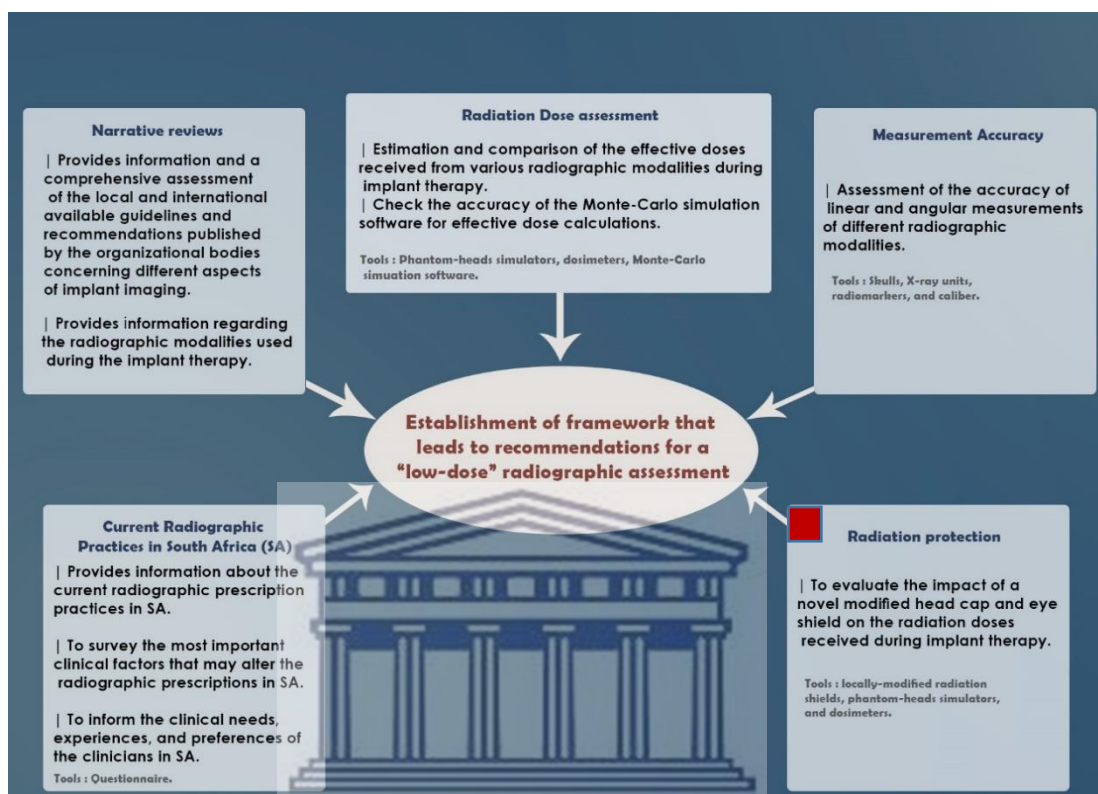 Narrative reviews
| Provides information and a
comprehensive assessment
of the local and international
available guidelines and
recommendations published
by the organizational bodies
concerning different aspects
of implant imaging.
| Provides information regarding
the radiographic modalities used
during the implant therapy.
Radiation Dose assessment
| Estimation and comparison of the effective doses
received from various radiographic modalities during
implant therapy.
| Check the accuracy of the Monte-Carlo simulation
software for effective dose calculations.
Tools : Phantom-heads simulators, dosimeters, Monte-Carlo
simuation software.
Measurement Accuracy
| Assessment of the accuracy of
linear and angular measurements
of different radiographic
modalities.
Tools : Skulls, X-ray units,
radiomarkers, and caliber.
Establishment of framework that
leads to recommendations for a
“low-dose” radiographic assessment
Current Radiographic
Practices in South Africa (SA)
| Provides information about the
current radiographic prescription
practices in SA.
| To survey the most important
clinical factors that may alter the
radiographic prescriptions in SA.
| To inform the clinical needs,
experiences, and preferences of
the clinicians in SA.
Tools : Questionnaire.
Radiation protection
| To evaluate the impact of a
novel modified head cap and eye
shield on the radiation doses
received during implant therapy.
Tools : locally-modified radiation
shields, phantom-heads simulators,
and dosimeters.